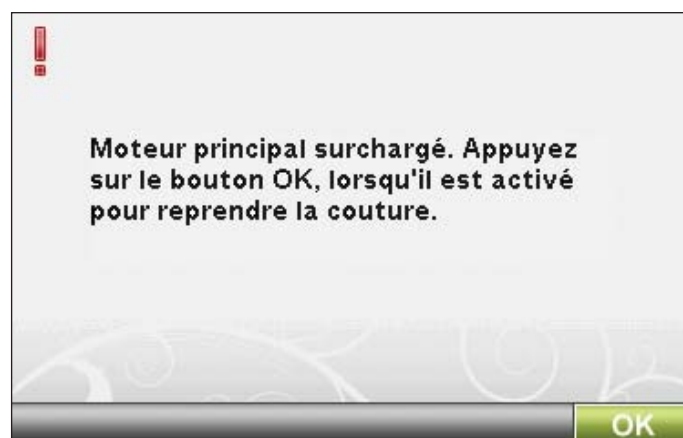 Moteur principal surchargé. Appuyez
sur le bouton OK, lorsqu'il est activé
pour reprendre la couture.
OK